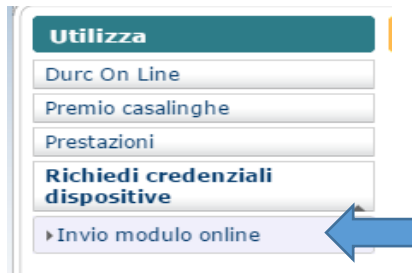 Utilizza
Durc On Line
Premio casalinghe
Prestazioni
Richiedi credenziali
dispositive
Invio modulo online